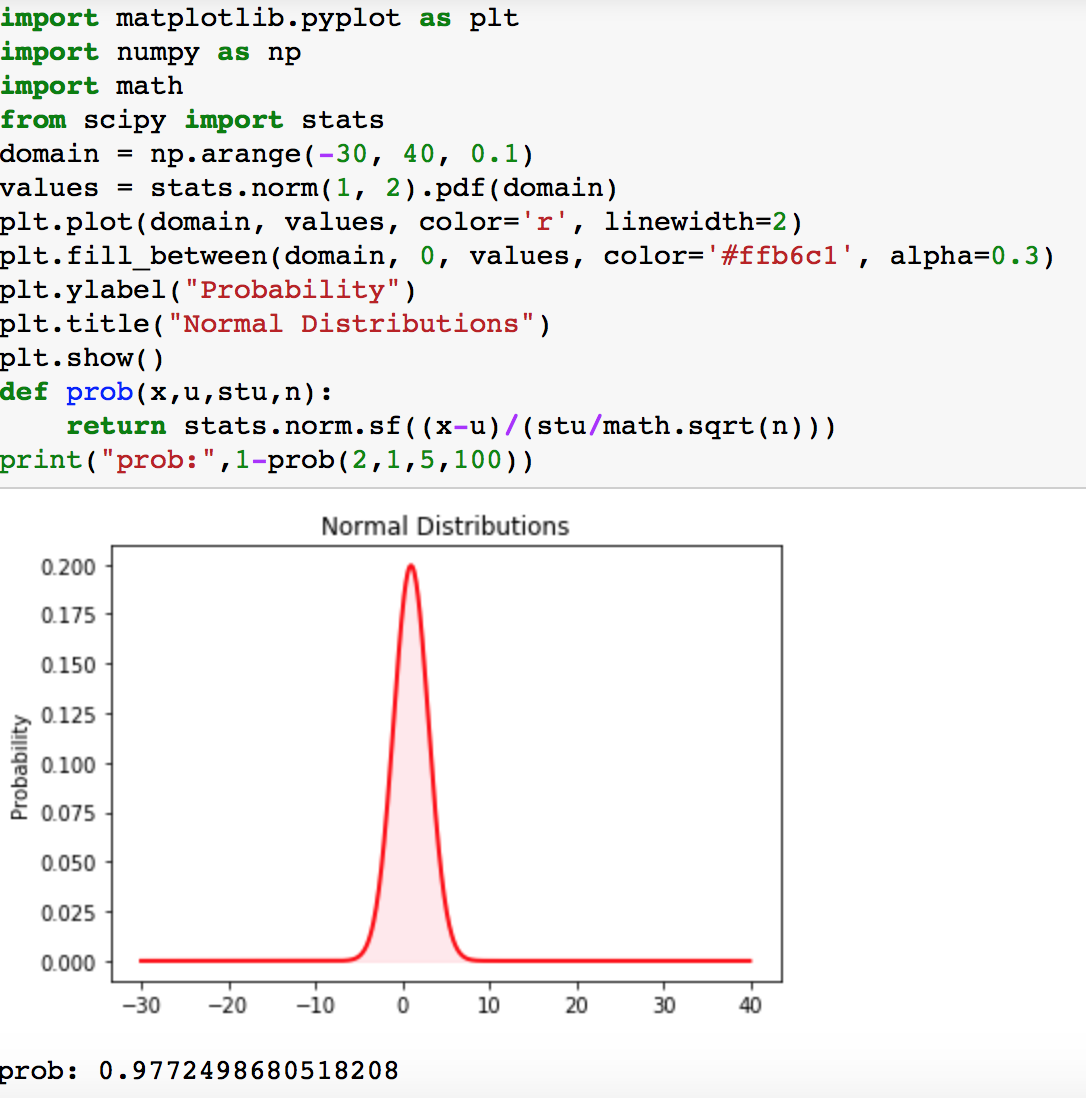 import matplotlib.pyplot as plt
import numpy as np
import math
from scipy import stats
domain = np.arange(-30, 40, 0.1)
values = stats.norm(1, 2).pdf(domain)
plt.plot(domain, values, color='r', linewidth=2)
plt.fill_between(domain, 0, values, color='#ffb6c1', alpha=0.3)
plt.ylabel("Probability")
plt.title("Normal Distributions")
plt.show()
def prob(x,u,stu,n):
    return stats.norm.sf((x-u)/(stu/math.sqrt(n)))
print("prob:",1-prob(2,1,5,100))
Normal Distributions
0.200
0.175
0.150
0.125
0.100
0.075
0.050
0.025
0.000
Probability
−30 −20 −10 0 10 20 30 40
prob: 0.9772498680518208